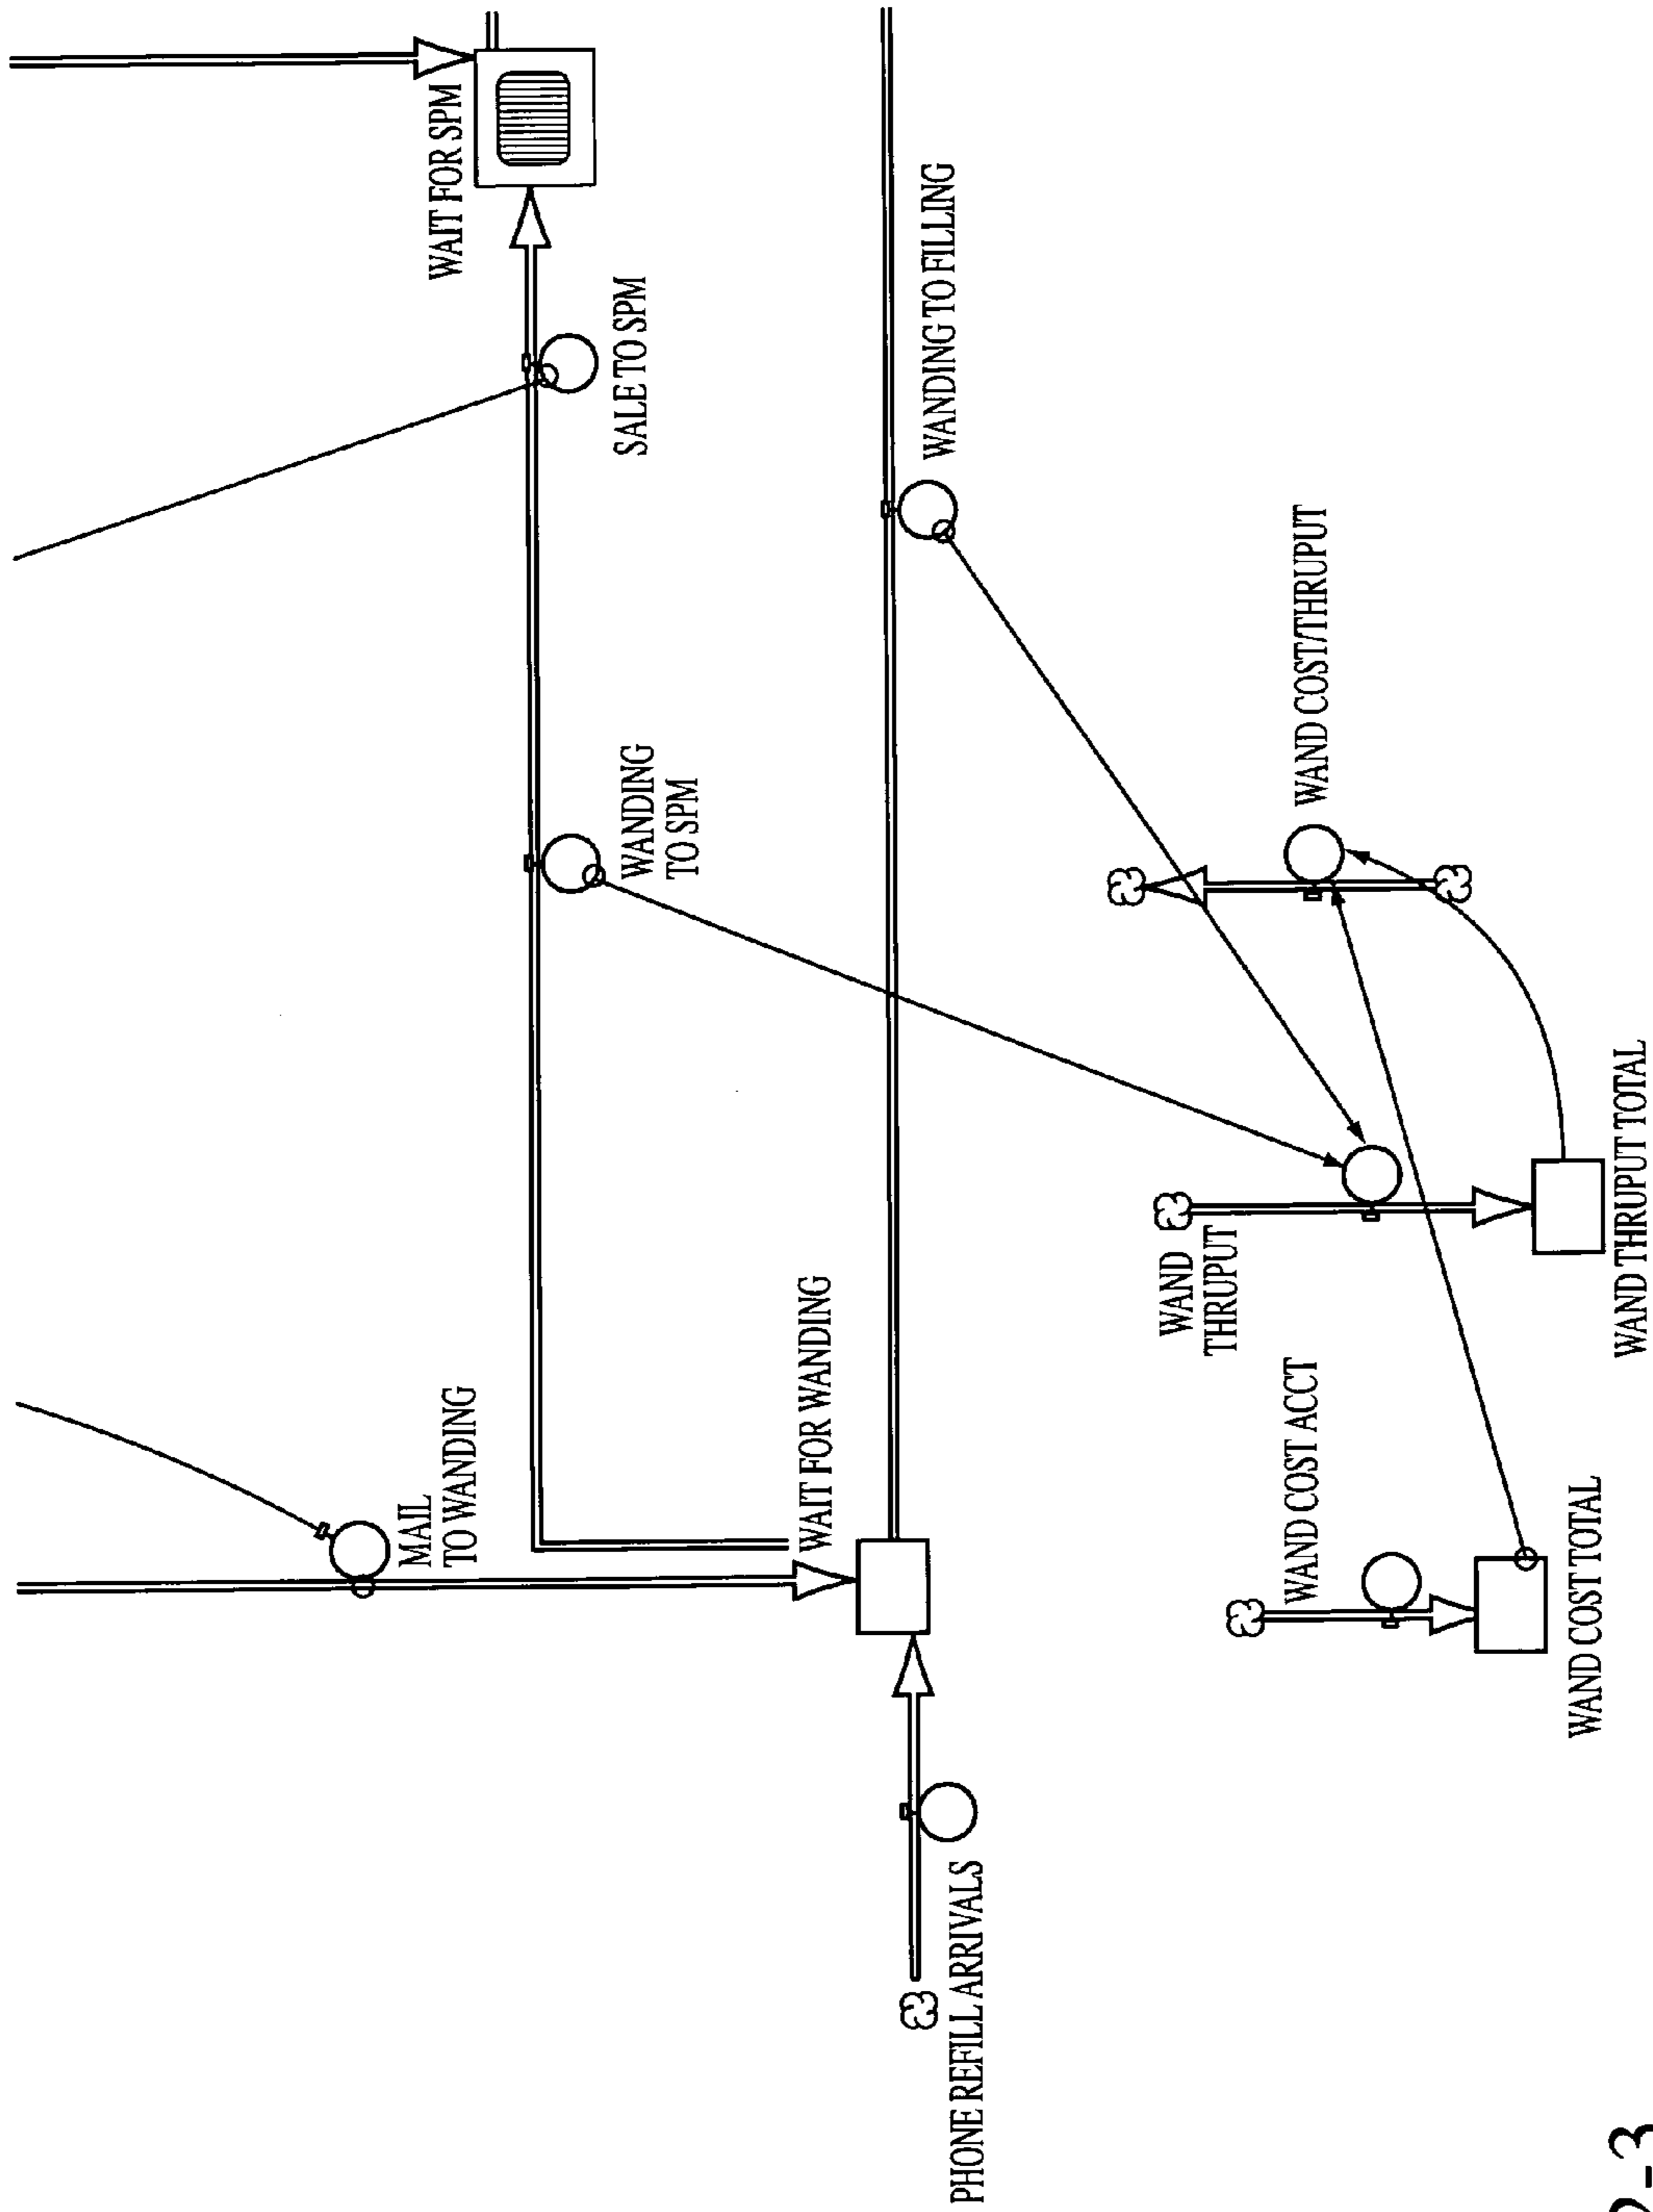 WAIT FOR SPM
SALE TO SPM
WANDING
TO SPM
MAIL
TO WANDING
WAIT FOR WANDING
WANDING TO FILLING
PHONE REFILL ARRIVALS
WAND COST ACCT
WAND COST TOTAL
WAND
THRUPUT
WAND THRUPUT TOTAL
WAND COST/THRUPUT
-3